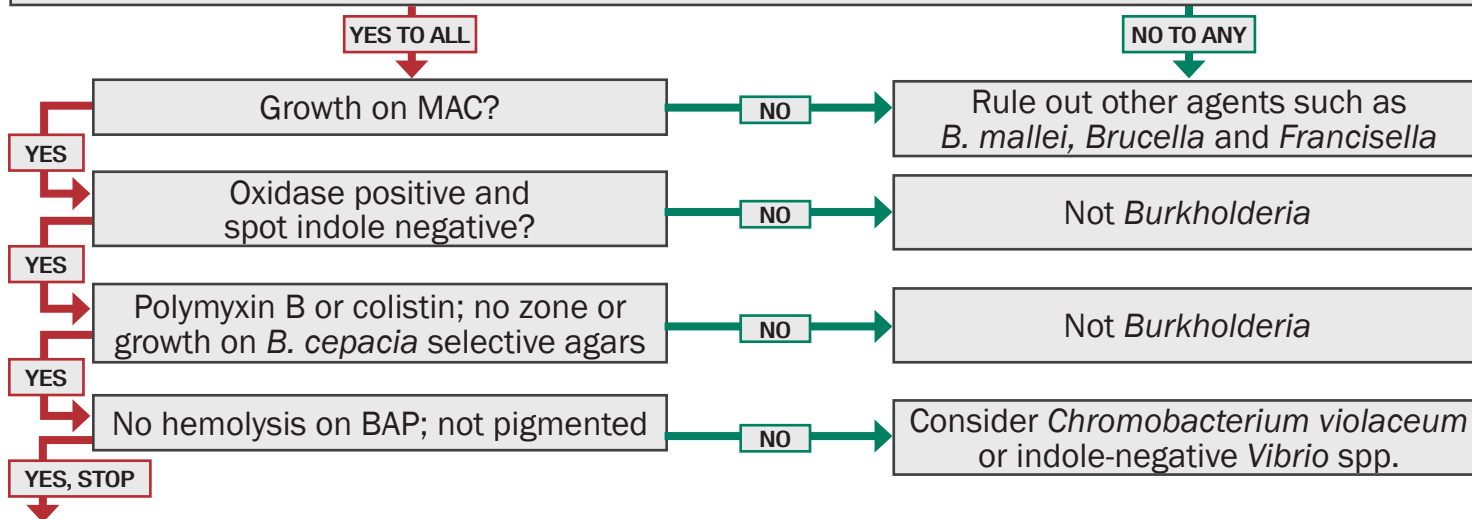 YES TO ALL
NO TO ANY
Growth on MAC?
NO
Rule out other agents such as
B. mallei, Brucella and Francisella
YES
Oxidase positive and
spot indole negative?
NO
Not Burkholderia
YES
Polymyxin B or colistin; no zone or
growth on B. cepacia selective agars
NO
Not Burkholderia
YES
No hemolysis on BAP; not pigmented
NO
Consider Chromobacterium violaceum
or indole-negative Vibrio spp.
YES, STOP